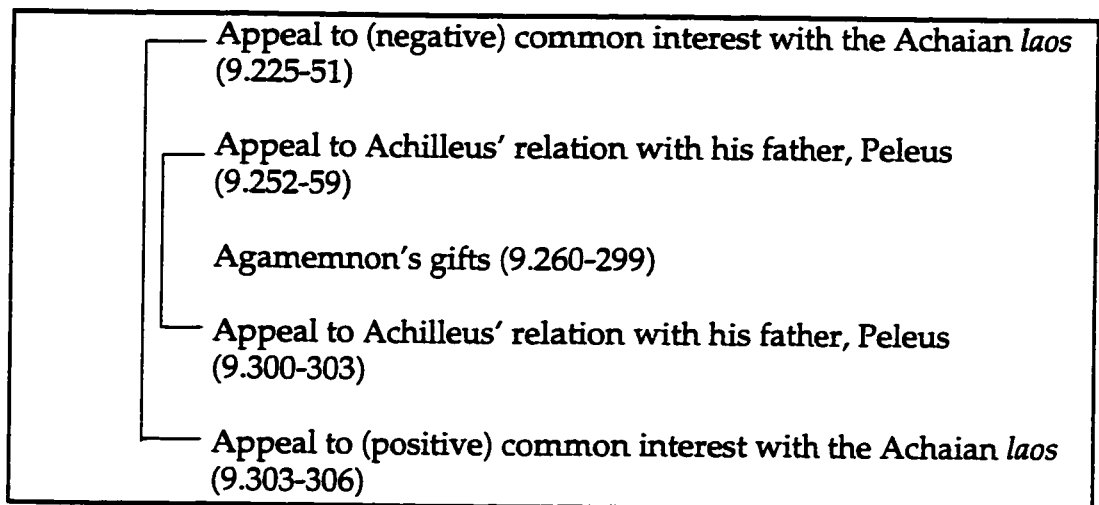 Appeal to (negative) common interest with the Achaian laos
(9.225-51)
Appeal to Achilleus' relation with his father, Peleus
(9.252-59)
Agamemnon's gifts (9.260-299)
Appeal to Achilleus' relation with his father, Peleus
(9.300-303)
Appeal to (positive) common interest with the Achaian laos
(9.303-306)